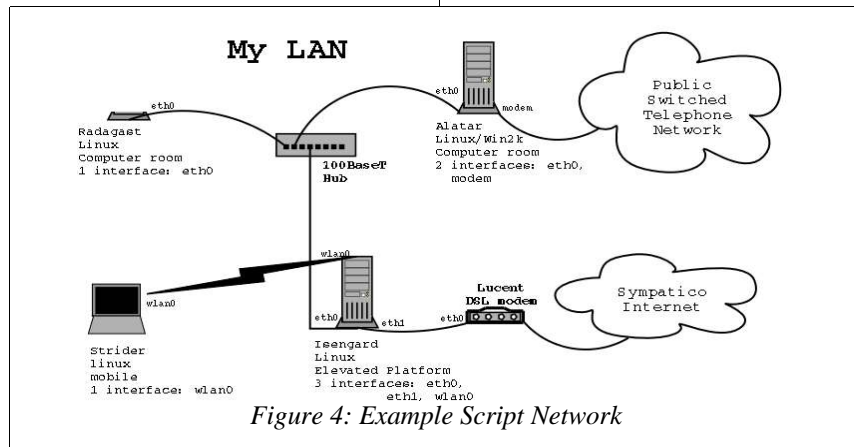 My LAN
eth0
Radagast
Linux
Computer room
1 interface: eth0
100BaseT
Hub
eth0
modem
Alatar
Linux/Win2k
Computer room
2 interfaces: eth0,
modem
Public
Switched
Telephone
Network
wlan0
Strider
linux
mobile
1 interface: wlan0
wlan0
eth0
eth1
Isengard
Linux
Elevated Platform
3 interfaces: eth0,
eth1, wlan0
Lucent
DSL modem
eth0
Sympatico
Internet
Figure 4: Example Script Network